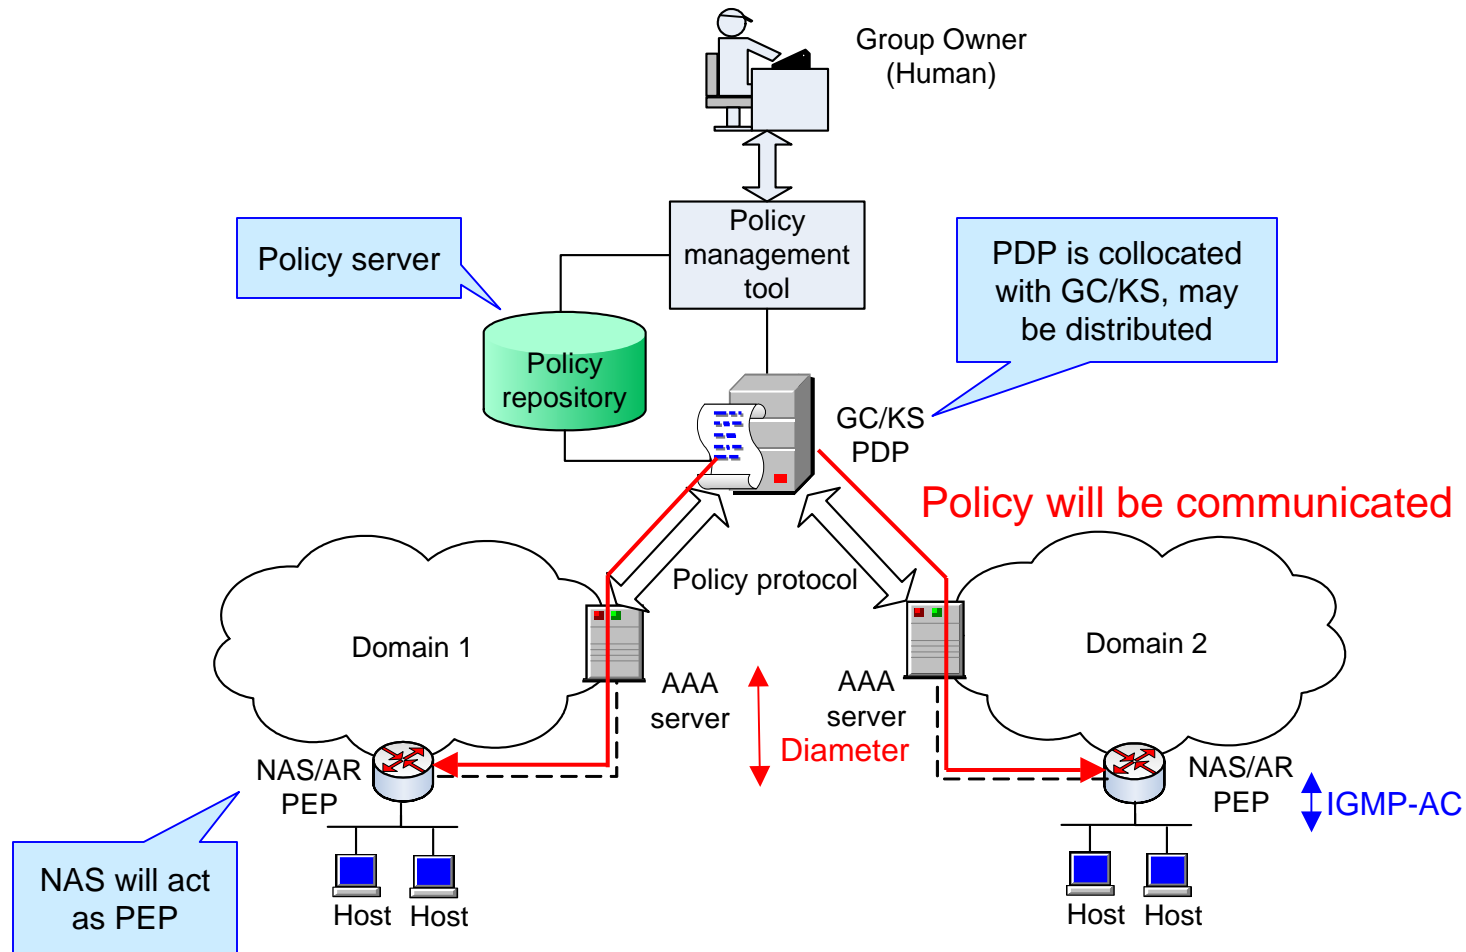 Group Owner
(Human)
Policy
management
tool
Policy server
PDP is collocated
with GC/KS, may
be distributed
Policy
repository
GC/KS
PDP
Policy will be communicated
Policy protocol
Domain 1
Domain 2
AAA
server
AAA
server
Diameter
NAS/AR
PEP
NAS/AR
PEP
IGMP-AC
NAS will act
as PEP
Host
Host
Host
Host